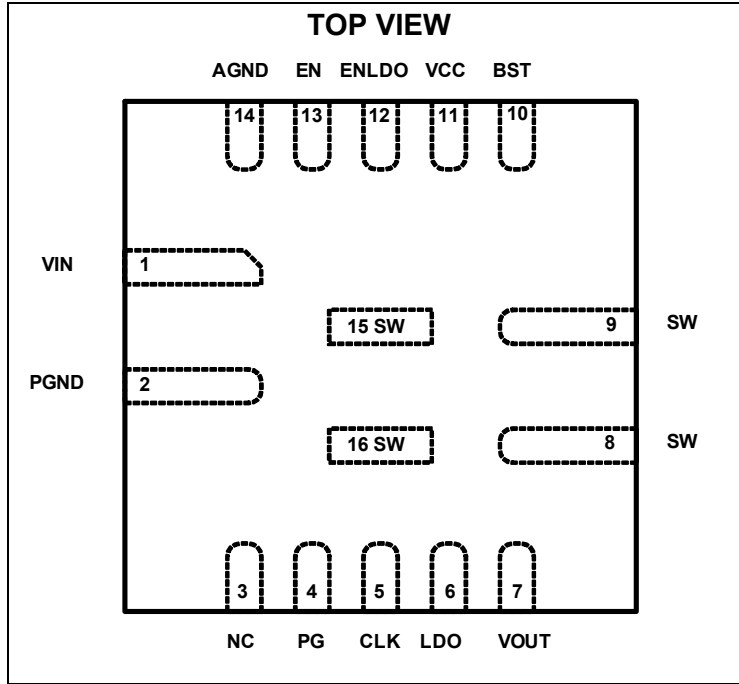 TOP VIEW
AGND EN ENLDO VCC BST
14 13 12 11 10
VIN 1
15 SW 9 SW
PGND 2
16 SW 8 SW
3 4 5 6 7
NC PG CLK LDO VOUT